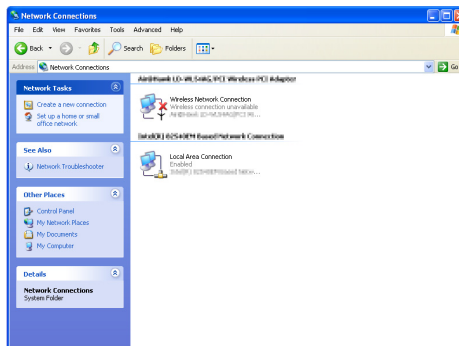 Network Connections
File Edit View Favorites Tools Advanced Help
Back Search Folders
Address Network Connections Go
Network Tasks
Create a new connection
Set up a home or small
office network
See Also
Network Troubleshooter
Other Places
Control Panel
My Network Places
My Documents
My Computer
Details
Network Connections
System Folder
Wireless Network Connection
Wireless connection unavailable
Local Area Connection
Enabled